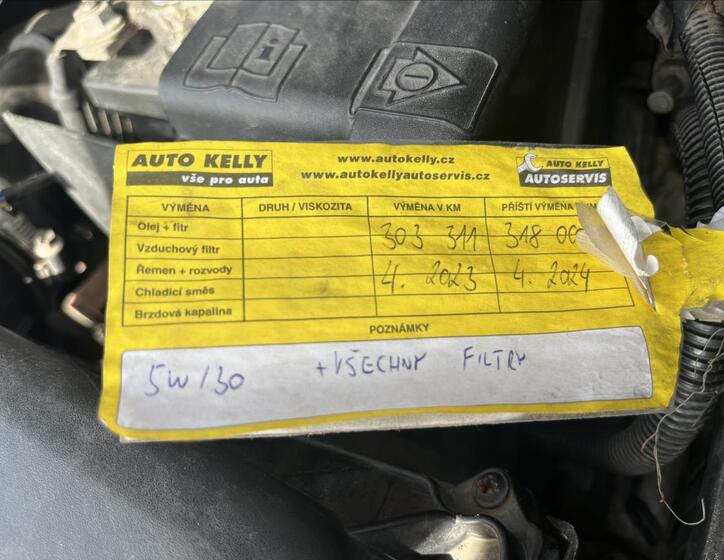 AUTO KELLY
vše pro auta
www.autokelly.cz
www.autokellyautoservis.cz
AUTO KELLY
AUTOSERVIS
VÝMĚNA DRUH / VISKOZITA VÝMĚNA V KM PŘÍŠTÍ VÝMĚNA
Olej + filtr
Vzduchový filtr 303 311 318 00
Řemen + rozvody
Chladicí směs 4. 2023 4. 2024
Brzdová kapalina
POZNÁMKY
5W/30 +VŠECHNY FILTRY